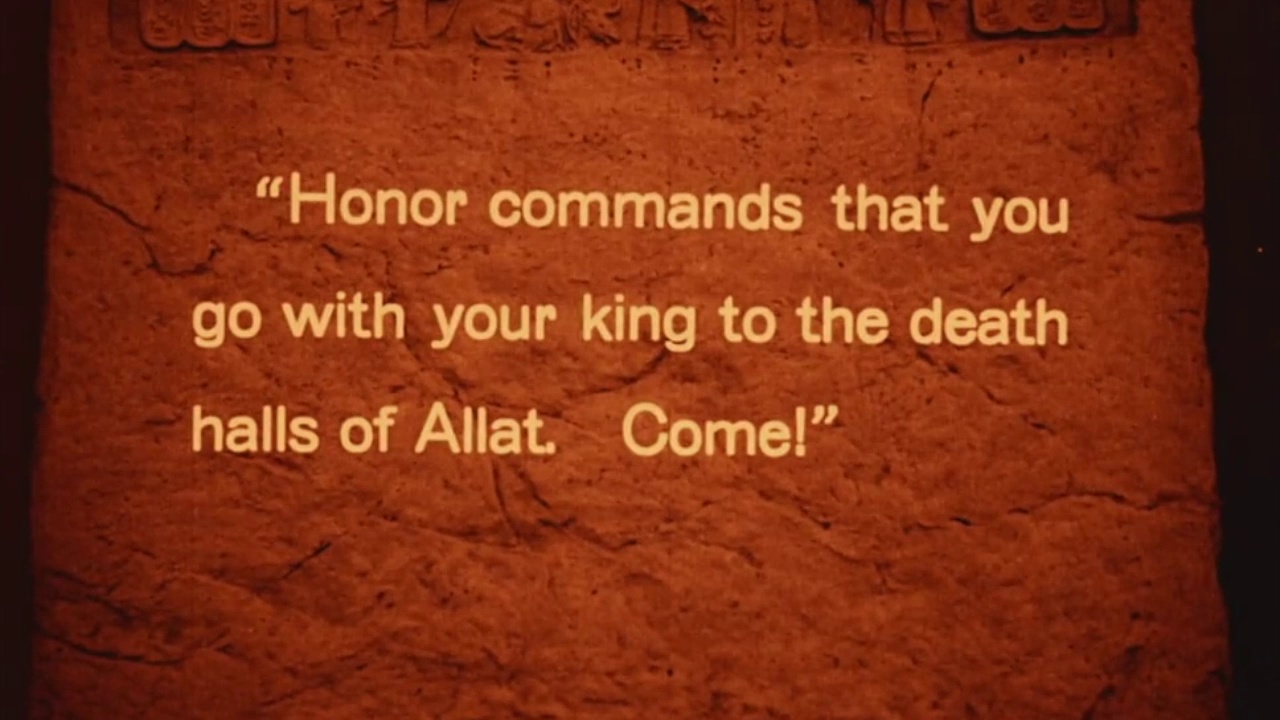 “Honor commands that you
go with your king to the death
halls of Allat.   Come!”